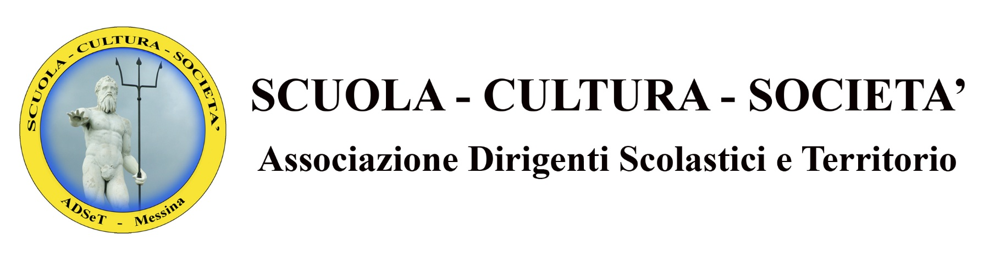 SCUOLA - CULTURA - SOCIETA’
ADSeT - Messina
SCUOLA - CULTURA - SOCIETA’
Associazione Dirigenti Scolastici e Territorio